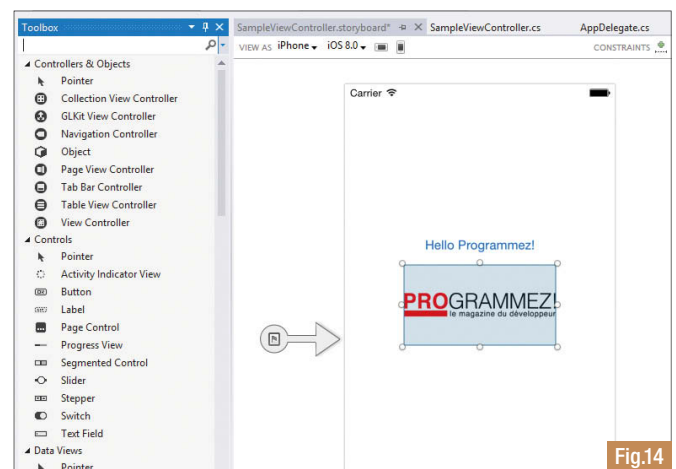 Toolbox
Controllers & Objects
Pointer
Collection View Controller
GLKit View Controller
Navigation Controller
Object
Page View Controller
Tab Bar Controller
Table View Controller
View Controller
Controls
Pointer
Activity Indicator View
Button
Label
Page Control
Progress View
Segmented Control
Slider
Stepper
Switch
Text Field
Data Views
Pointer
SampleViewController.storyboard* SampleViewController.cs AppDelegate.cs
VIEW AS iPhone iOS 8.0 CONSTRAINTS
Carrier
Hello Programmez!
PROGRAMMEZ!
le magazine du développeur
Fig.14